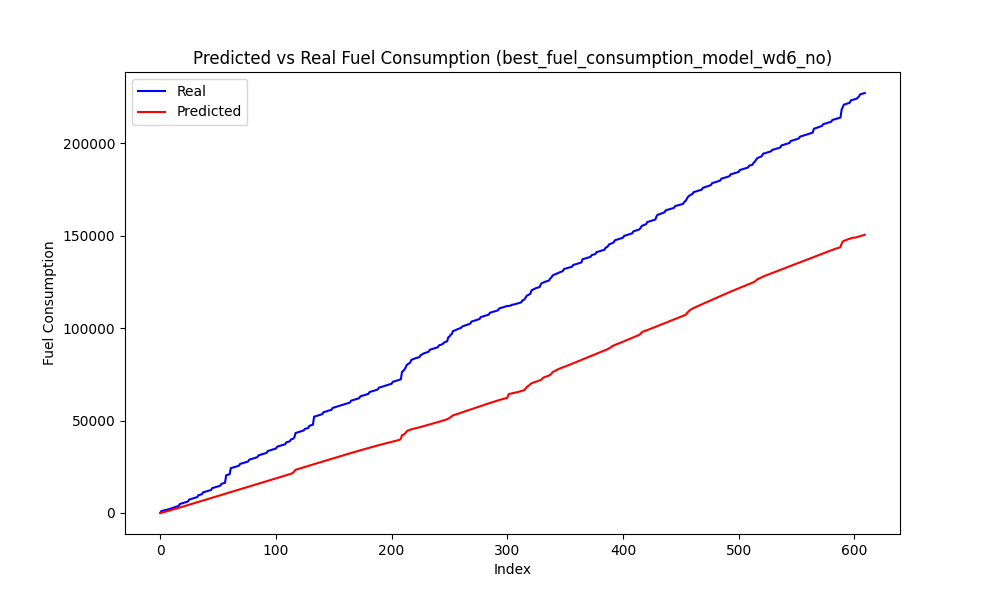 Predicted vs Real Fuel Consumption (best_fuel_consumption_model_wd6_no)
Real
Predicted
200000
150000
100000
50000
0
Fuel Consumption
0 100 200 300 400 500 600
Index